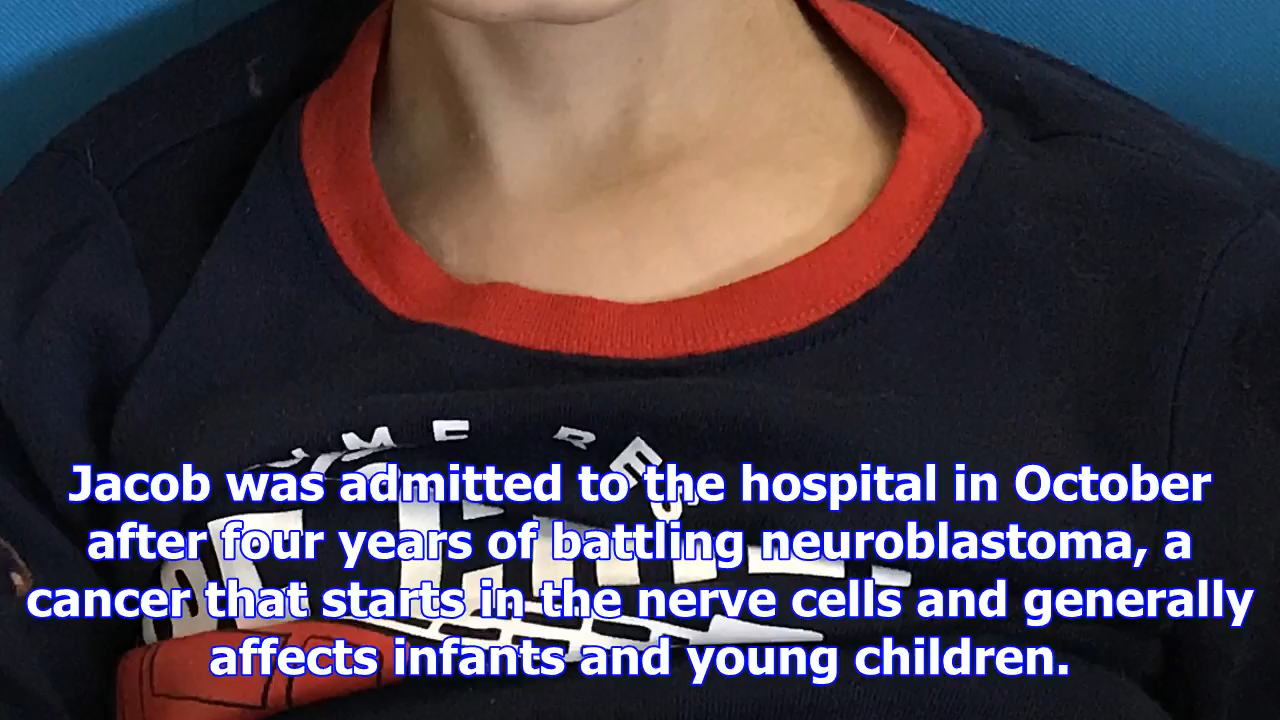 Jacob was admitted to the hospital in October
after four years of battling neuroblastoma, a
cancer that starts in the nerve cells and generally
affects infants and young children.